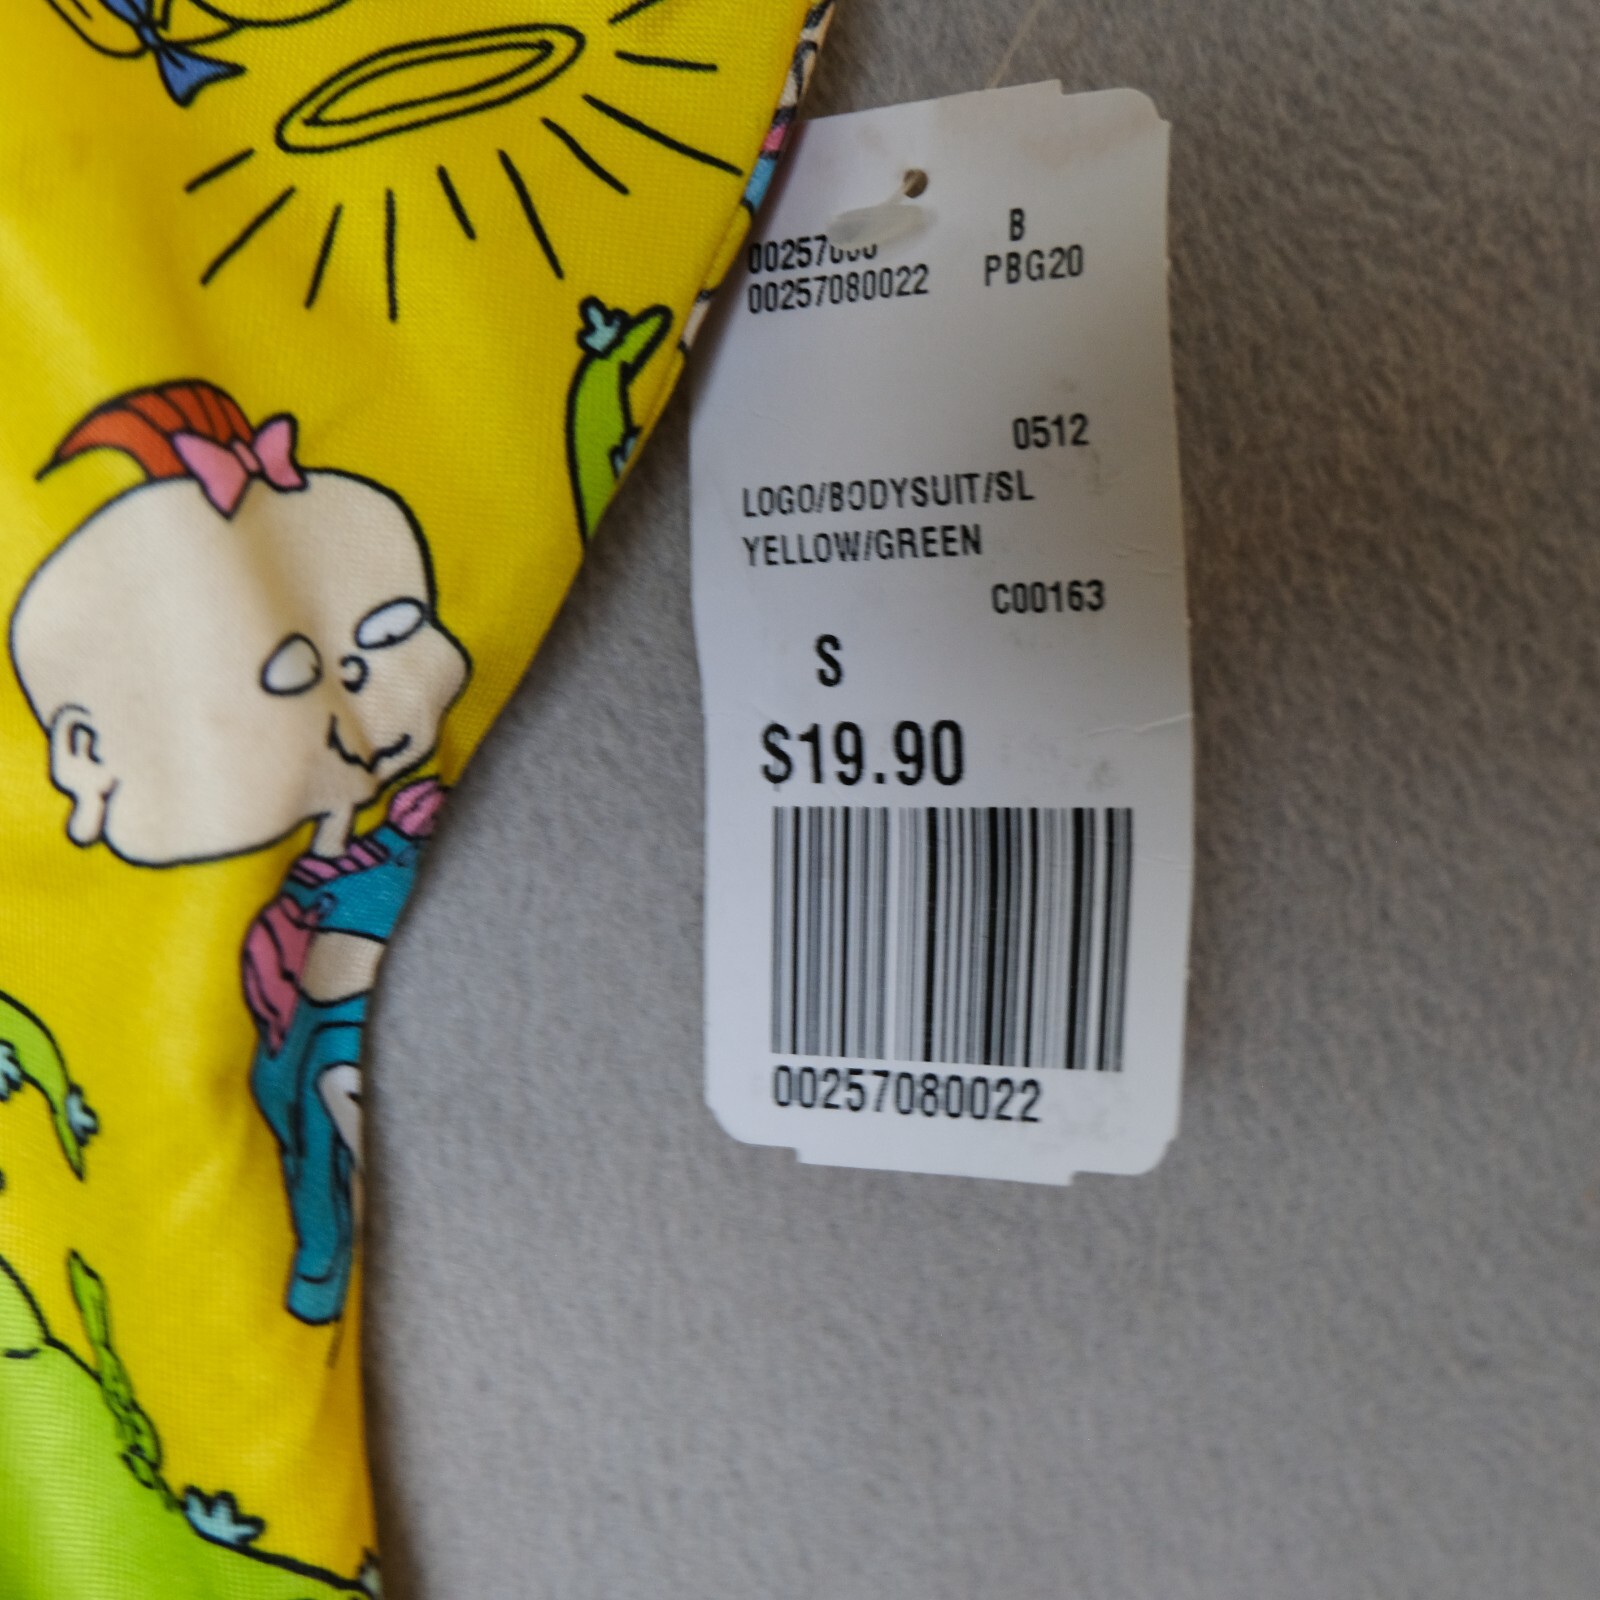 B
00257080022 PBG20
0512
LOGO/BODYSUIT/SL
YELLOW/GREEN
C00163
S
$19.90
00257080022